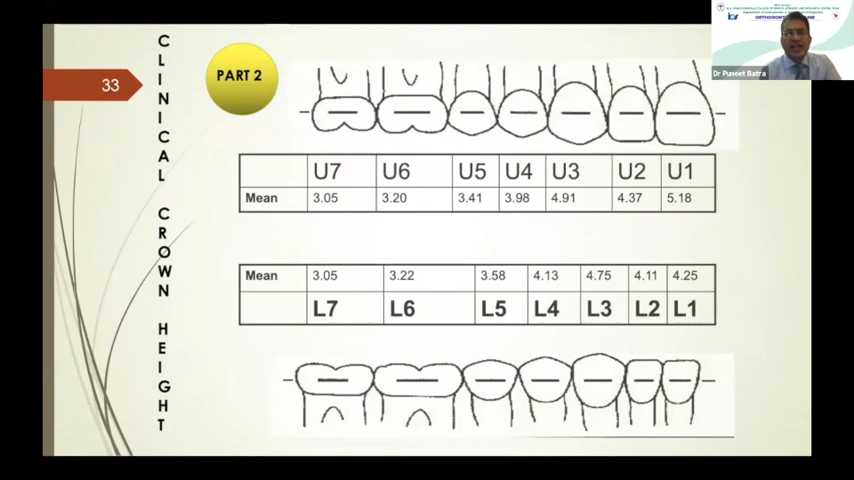 33
CLINICAL CROWN HEIGHT
PART 2
U7 U6 U5 U4 U3 U2 U1
Mean 3.05 3.20 3.41 3.98 4.91 4.37 5.18
Mean 3.05 3.22 3.58 4.13 4.75 4.11 4.25
L7 L6 L5 L4 L3 L2 L1
Dr Puneet Batra